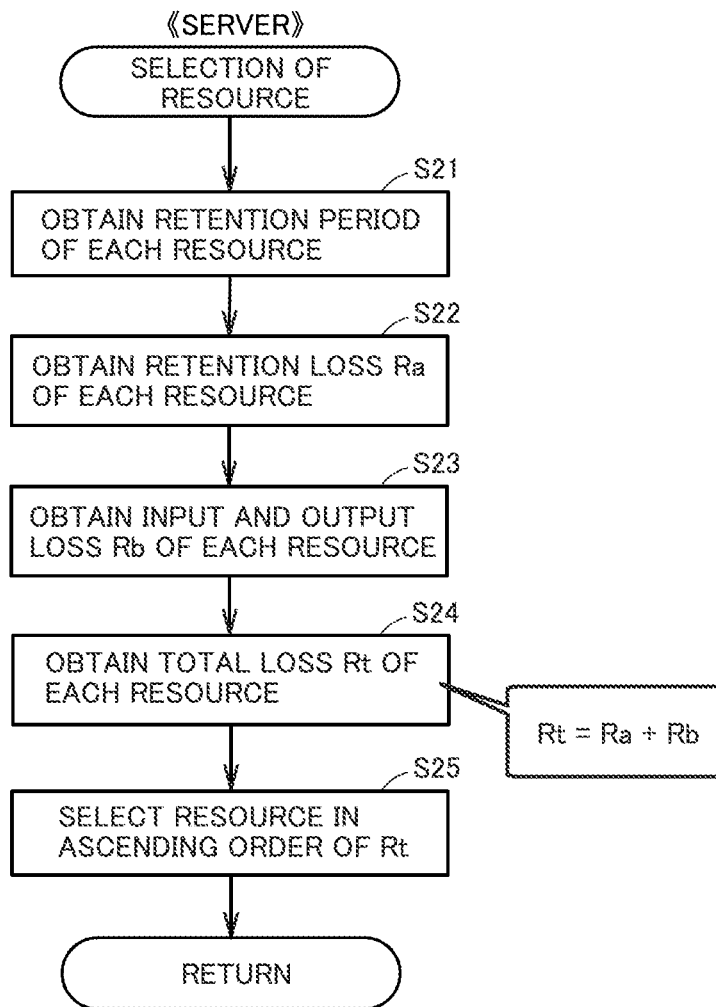 《SERVER》
SELECTION OF
RESOURCE
S21
OBTAIN RETENTION PERIOD
OF EACH RESOURCE
S22
OBTAIN RETENTION LOSS Ra
OF EACH RESOURCE
S23
OBTAIN INPUT AND OUTPUT
LOSS Rb OF EACH RESOURCE
S24
OBTAIN TOTAL LOSS Rt OF
EACH RESOURCE
Rt = Ra + Rb
S25
SELECT RESOURCE IN
ASCENDING ORDER OF Rt
RETURN